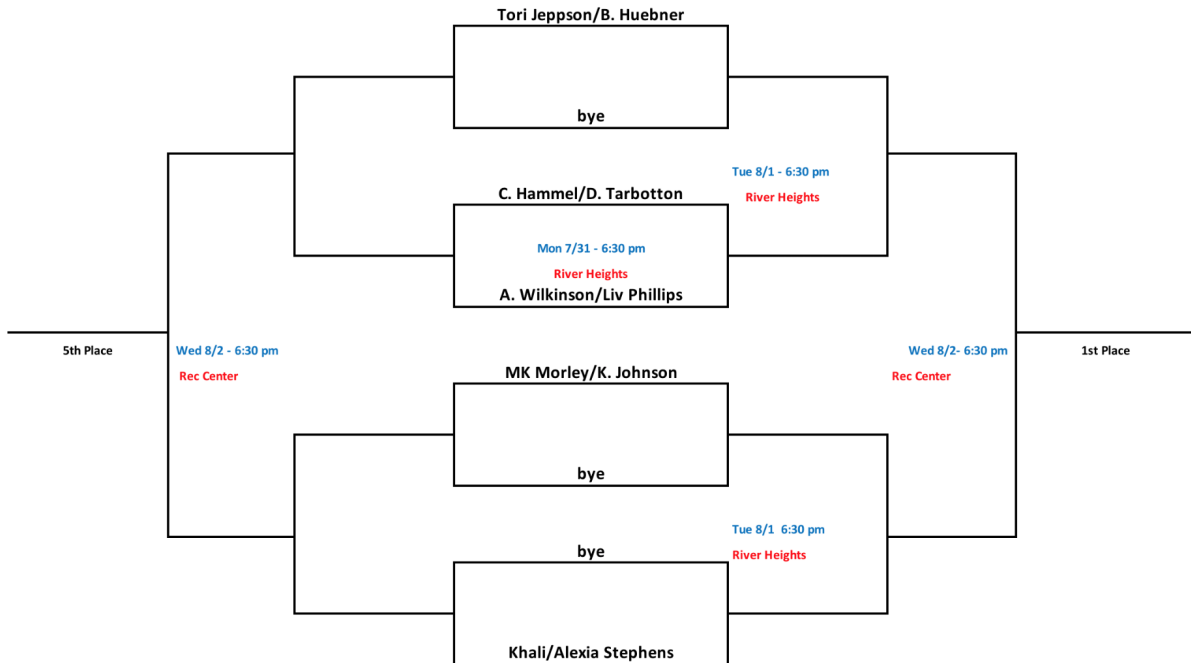 Tori Jeppson/B. Huebner
bye
Tue 8/1 - 6:30 pm
River Heights
C. Hammel/D. Tarbotton
Mon 7/31 - 6:30 pm
River Heights
A. Wilkinson/Liv Phillips
5th Place
Wed 8/2 - 6:30 pm
Rec Center
Wed 8/2- 6:30 pm
Rec Center
1st Place
MK Morley/K. Johnson
bye
Tue 8/1  6:30 pm
River Heights
bye
Khali/Alexia Stephens